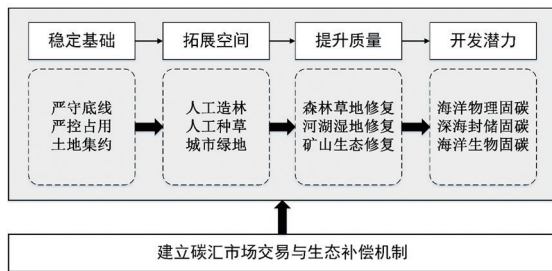 稳定基础
拓展空间
提升质量
开发潜力
严守底线
严控占用
土地集约
人工造林
人工种草
城市绿地
森林草地修复
河湖湿地修复
矿山生态修复
海洋物理固碳
深海封储固碳
海洋生物固碳
建立碳汇市场交易与生态补偿机制